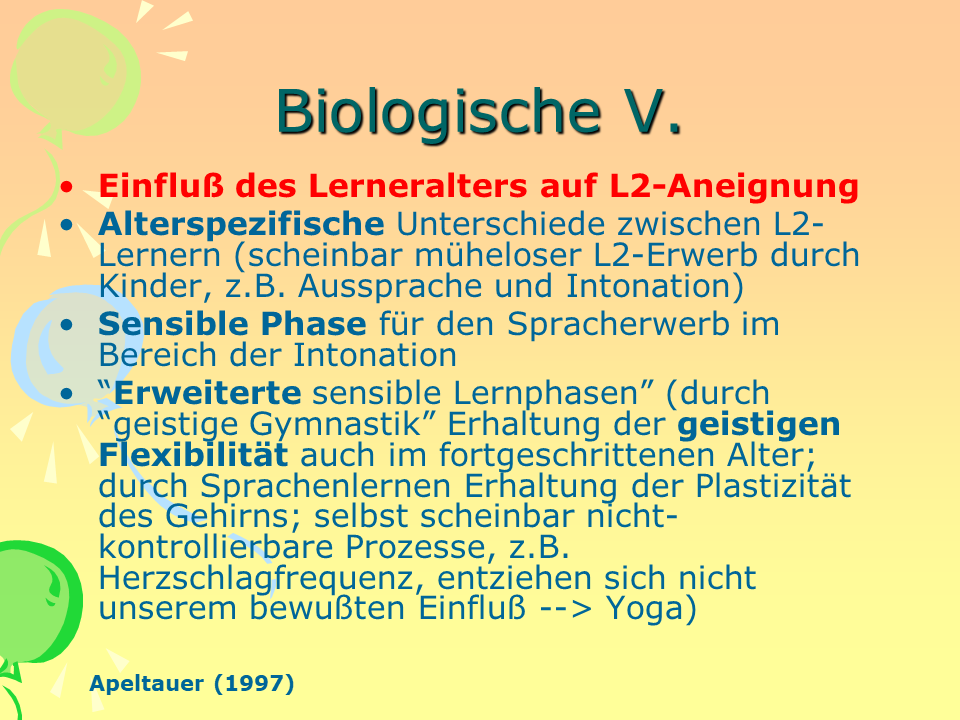 Biologische V.
• Einfluß des Lerneralters auf L2-Aneignung
• Alterspezifische Unterschiede zwischen L2-
Lernern (scheinbar müheloser L2-Erwerb durch
Kinder, z.B. Aussprache und Intonation)
• Sensible Phase für den Spracherwerb im
Bereich der Intonation
• “Erweiterte sensible Lernphasen” (durch
“geistige Gymnastik” Erhaltung der geistigen
Flexibilität auch im fortgeschrittenen Alter;
durch Sprachenlernen Erhaltung der Plastizität
des Gehirns; selbst scheinbar nicht-
kontrollierbare Prozesse, z.B.
Herzschlagfrequenz, entziehen sich nicht
unserem bewußten Einfluß --> Yoga)
Apeltauer (1997)